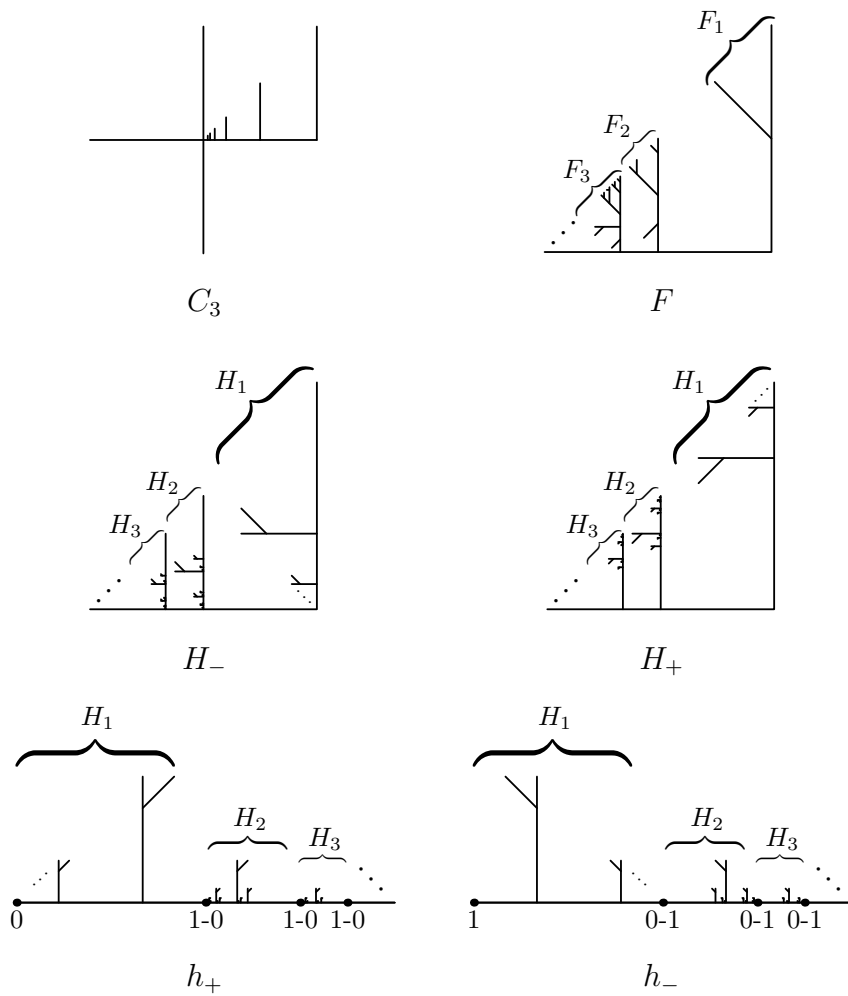 F₁
F₂
F₃
C₃ F
H₁ H₁
H₂ H₂
H₃ H₃
H₋ H₊
H₁ H₁
H₂ H₂
H₃ H₃
0 1-0 1-0 1-0 1 0-1 0-1 0-1
h₊ h₋